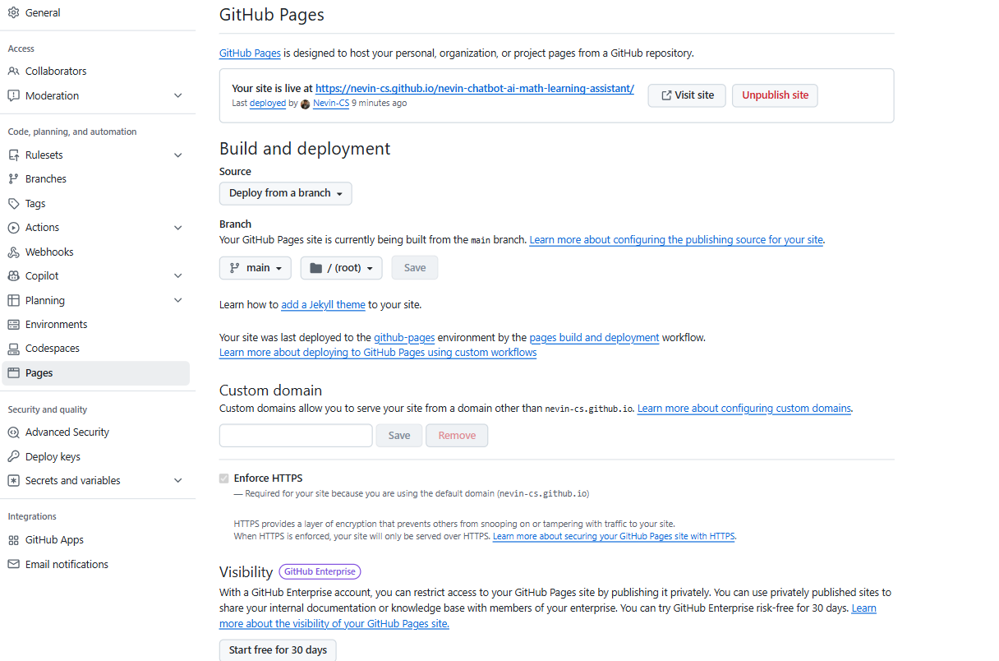 General
Access
Collaborators
Moderation
Code, planning, and automation
Rulesets
Branches
Tags
Actions
Webhooks
Copilot
Planning
Environments
Codespaces
Pages
Security and quality
Advanced Security
Deploy keys
Secrets and variables
Integrations
GitHub Apps
Email notifications
GitHub Pages
GitHub Pages is designed to host your personal, organization, or project pages from a GitHub repository.
Your site is live at https://nevin-cs.github.io/nevin-chatbot-ai-math-learning-assistant/
Last deployed by Nevin-CS 9 minutes ago
Visit site
Unpublish site
Build and deployment
Source
Deploy from a branch
Branch
Your GitHub Pages site is currently being built from the main branch. Learn more about configuring the publishing source for your site.
main
/ (root)
Save
Learn how to add a Jekyll theme to your site.
Your site was last deployed to the github-pages environment by the pages build and deployment workflow.
Learn more about deploying to GitHub Pages using custom workflows
Custom domain
Custom domains allow you to serve your site from a domain other than nevin-cs.github.io. Learn more about configuring custom domains.
Save
Remove
Enforce HTTPS
— Required for your site because you are using the default domain (nevin-cs.github.io)
HTTPS provides a layer of encryption that prevents others from snooping on or tampering with traffic to your site.
When HTTPS is enforced, your site will only be served over HTTPS. Learn more about securing your GitHub Pages site with HTTPS.
Visibility GitHub Enterprise
With a GitHub Enterprise account, you can restrict access to your GitHub Pages site by publishing it privately. You can use privately published sites to
share your internal documentation or knowledge base with members of your enterprise. You can try GitHub Enterprise risk-free for 30 days. Learn
more about the visibility of your GitHub Pages site.
Start free for 30 days